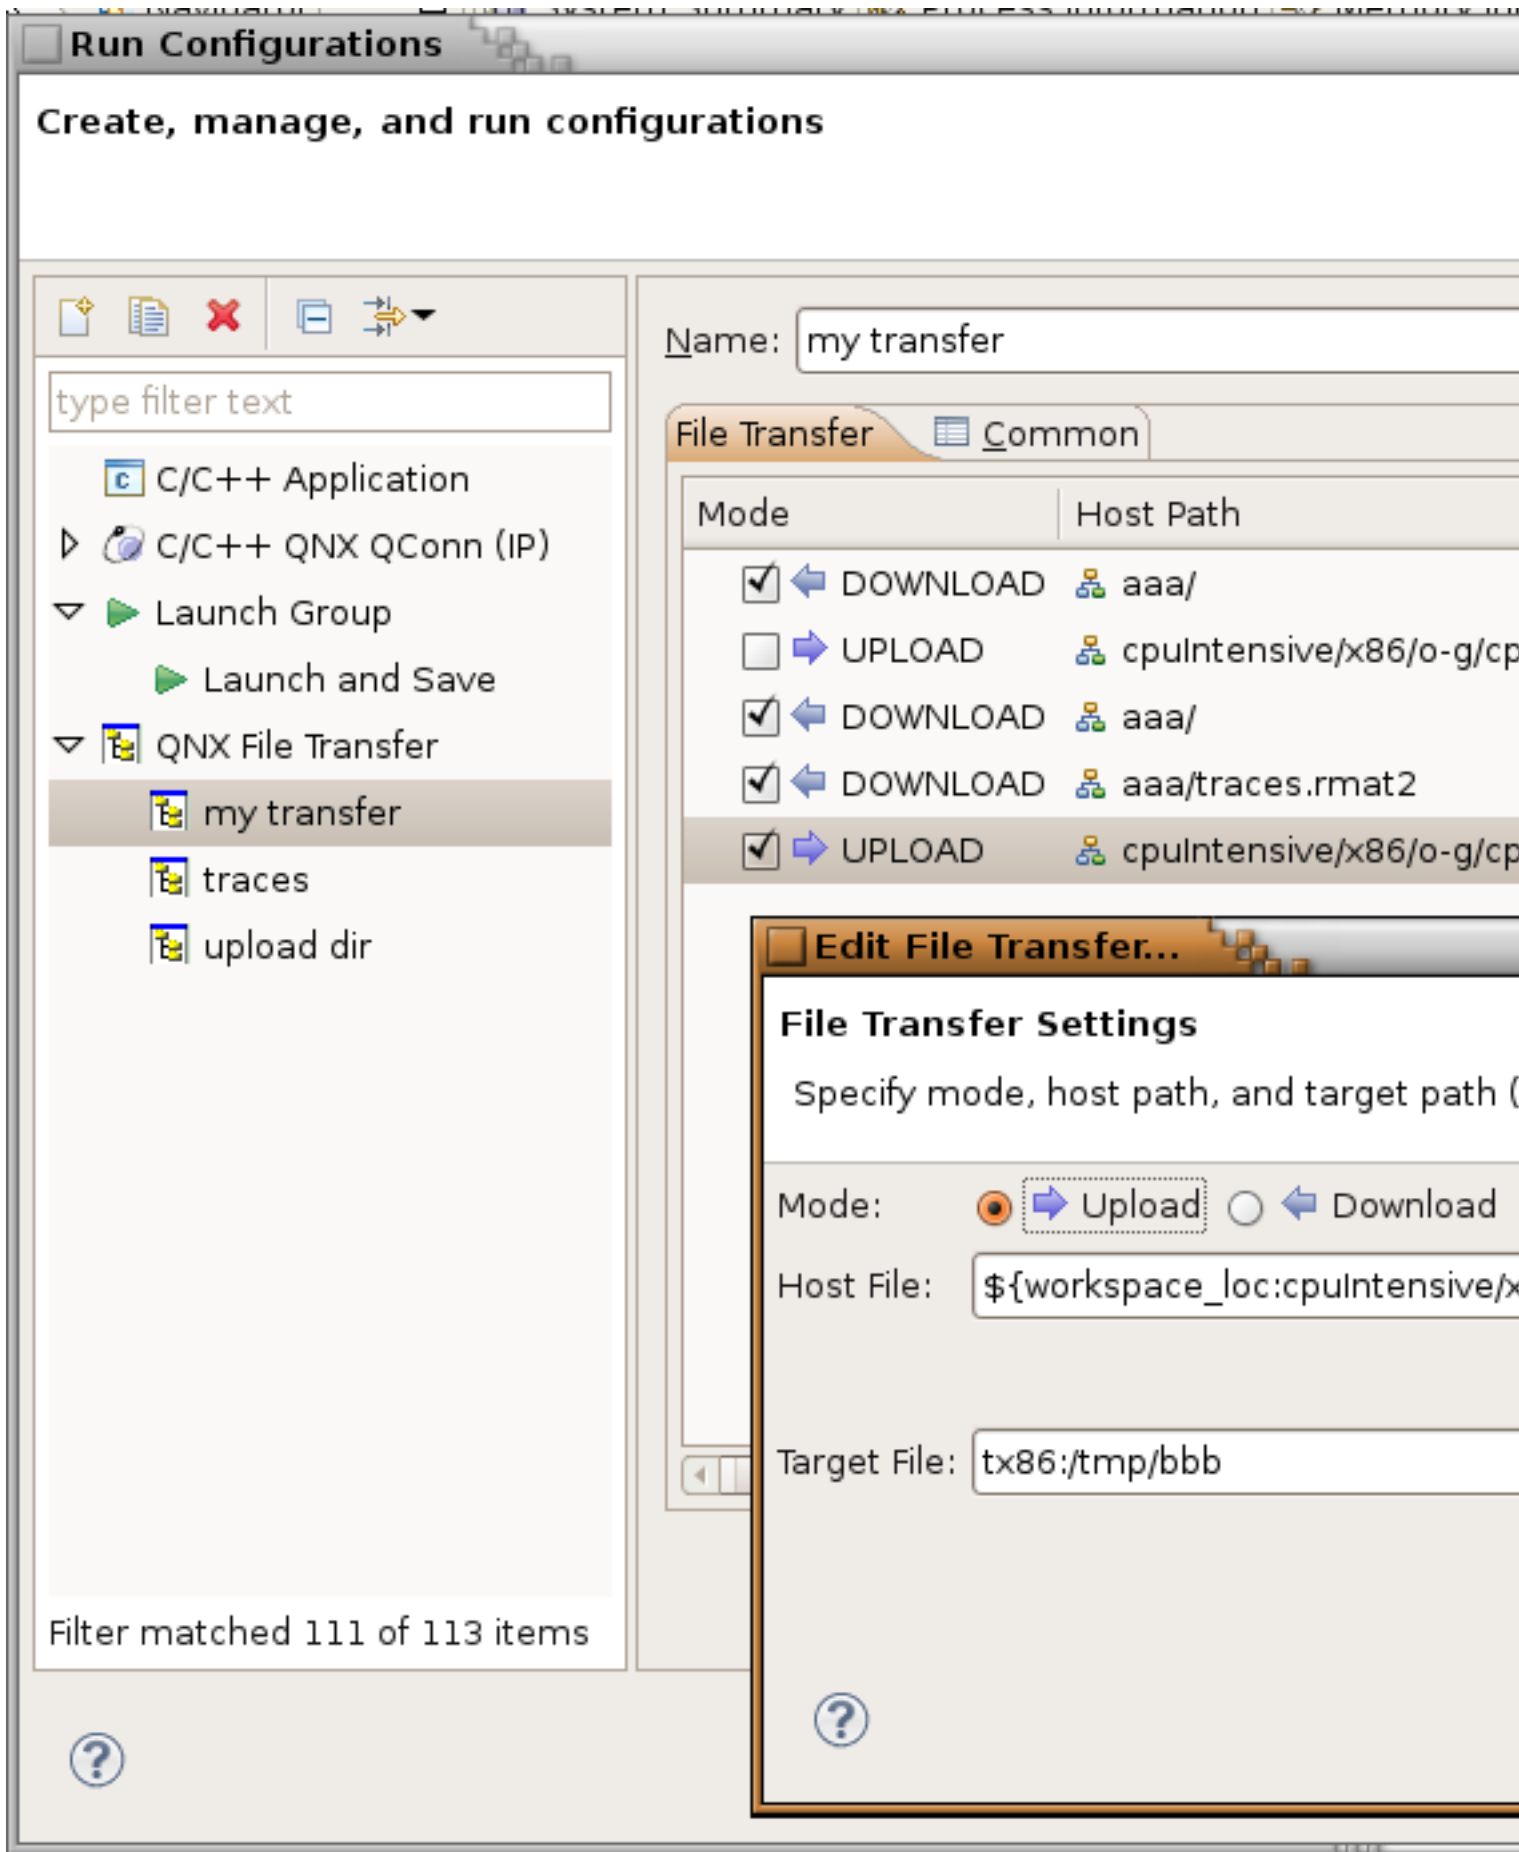 Run Configurations
Create, manage, and run configurations
Name: my transfer
type filter text
File Transfer Common
C/C++ Application
C/C++ QNX QConn (IP)
Launch Group
Launch and Save
QNX File Transfer
my transfer
traces
upload dir
Filter matched 111 of 113 items
Mode Host Path
DOWNLOAD aaa/
UPLOAD cpuIntensive/x86/o-g/cp
DOWNLOAD aaa/
DOWNLOAD aaa/traces.rmat2
UPLOAD cpuIntensive/x86/o-g/cp
Edit File Transfer...
File Transfer Settings
Specify mode, host path, and target path (
Mode: Upload Download
Host File: ${workspace_loc:cpuIntensive/x
Target File: tx86:/tmp/bbb